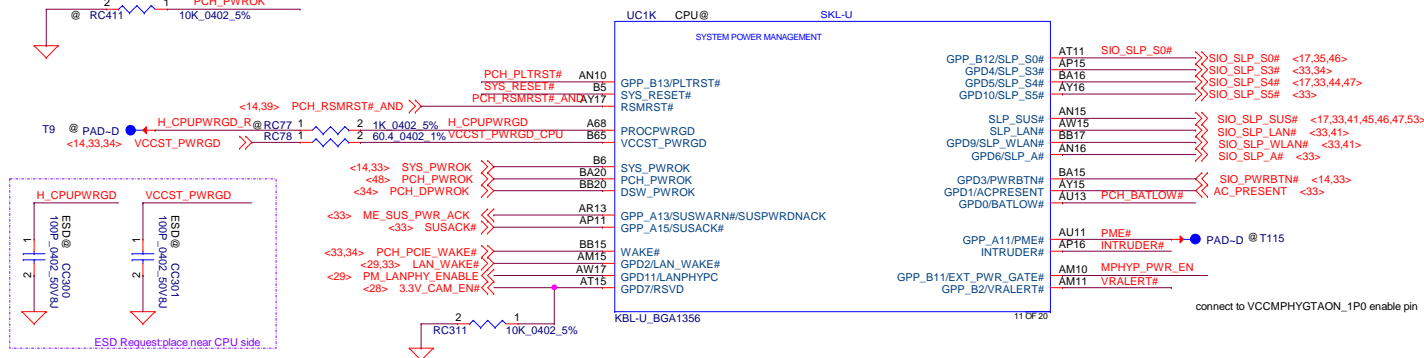 PCH_PWROK
@ 2 1
RC411 10K_0402_5%
UC1K CPU@ SKL-U
SYSTEM POWER MANAGEMENT
PCH_PLTRST# AN10 GPP_B13/PLTRST#
SYS_RESET# B5 SYS_RESET#
<14,39> PCH_RSMRST#_AND PCH_RSMRST#_AND AY17 RSMRST#
T9 @ PAD~D H_CPUPWRGD_R @ RC77 1 2 1K_0402_5% H_CPUPWRGD A68 PROCPWRGD
<14,33,34> VCCST_PWRGD RC78 1 2 60.4_0402_1% VCCST_PWRGD_CPU B65 VCCST_PWRGD
<14,33> SYS_PWROK B6 SYS_PWROK
<48> PCH_PWROK BA20 PCH_PWROK
<34> PCH_DPWROK BB20 DSW_PWROK
<33> ME_SUS_PWR_ACK AR13 GPP_A13/SUSWARN#/SUSPWRDNACK
<33> SUSACK# AP11 GPP_A15/SUSACK#
<33,34> PCH_PCIE_WAKE# BB15 WAKE#
<29,33> LAN_WAKE# AM15 GPD2/LAN_WAKE#
<29> PM_LANPHY_ENABLE AW17 GPD11/LANPHYPC
<28> 3.3V_CAM_EN# AT15 GPD7/RSVD
2 1
RC311 10K_0402_5%
KBL-U_BGA1356
11 OF 20
GPP_B12/SLP_S0# AT11 SIO_SLP_S0# SIO_SLP_S0# <17,35,46>
GPD4/SLP_S3# AP15 SIO_SLP_S3# <33,34>
GPD5/SLP_S4# BA16 SIO_SLP_S4# <17,33,44,47>
GPD10/SLP_S5# AY16 SIO_SLP_S5# <33>
SLP_SUS# AN15 SIO_SLP_SUS# <17,33,41,45,46,47,53>
SLP_LAN# AW15 SIO_SLP_LAN# <33,41>
GPD9/SLP_WLAN# BB17 SIO_SLP_WLAN# <33,41>
GPD6/SLP_A# AN16 SIO_SLP_A# <33>
GPD3/PWRBTN# BA15 SIO_PWRBTN# <14,33>
GPD1/ACPRESENT AY15 AC_PRESENT <33>
GPD0/BATLOW# AU13 PCH_BATLOW#
GPP_A11/PME# AU11 PME# PAD~D @ T115
INTRUDER# AP16 INTRUDER#
GPP_B11/EXT_PWR_GATE# AM10 MPHYP_PWR_EN
GPP_B2/VRALERT# AM11 VRALERT#
connect to VCCMPHYGTAON_1P0 enable pin
H_CPUPWRGD VCCST_PWRGD
1 2 ESD@ CC300
100P_0402_50V8J
1 2 ESD@ CC301
100P_0402_50V8J
ESD Request:place near CPU side